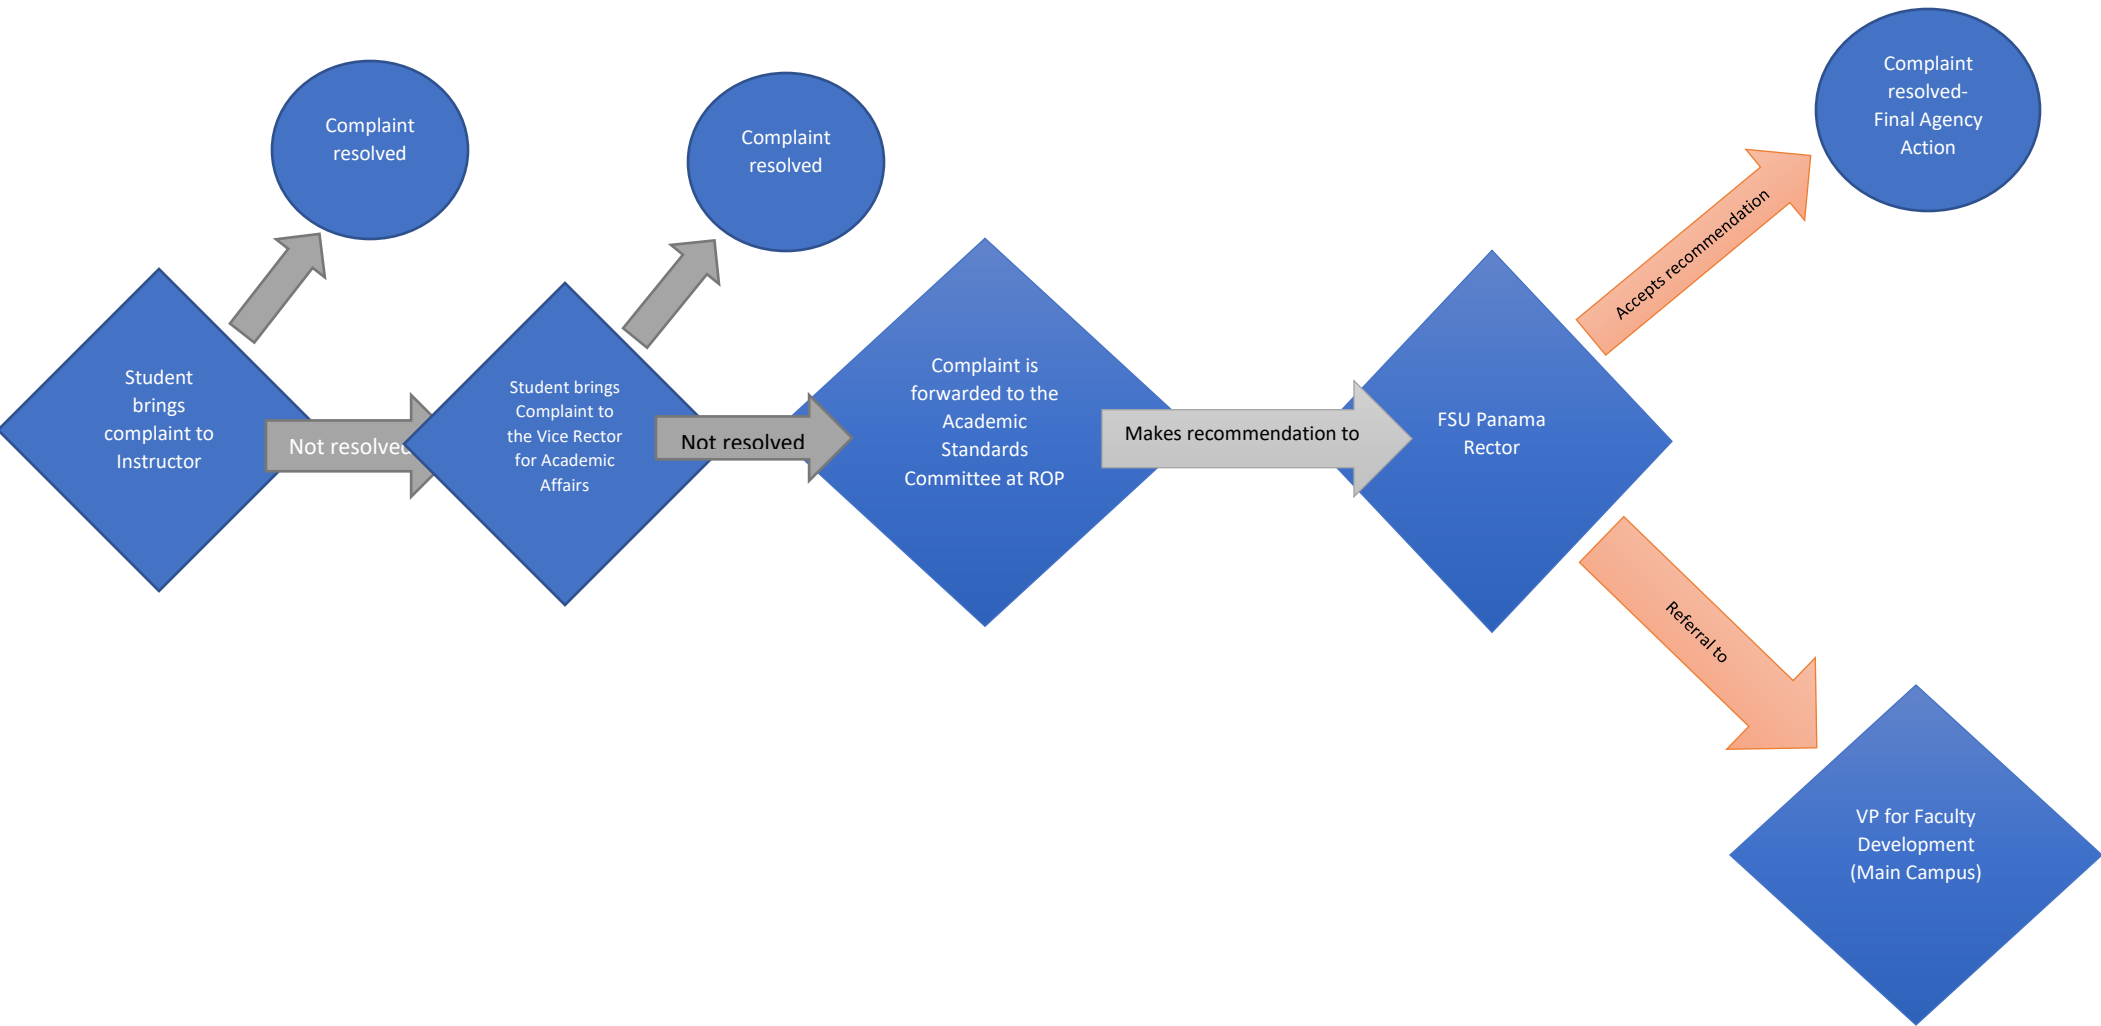 Complaint
resolved
Complaint
resolved
Complaint
resolved-
Final Agency
Action
Student
brings
complaint to
Instructor
Not resolved
Student brings
Complaint to
the Vice Rector
for Academic
Affairs
Not resolved
Complaint is
forwarded to the
Academic
Standards
Committee at ROP
Makes recommendation to
FSU Panama
Rector
Accepts recommendation
Referral to
VP for Faculty
Development
(Main Campus)